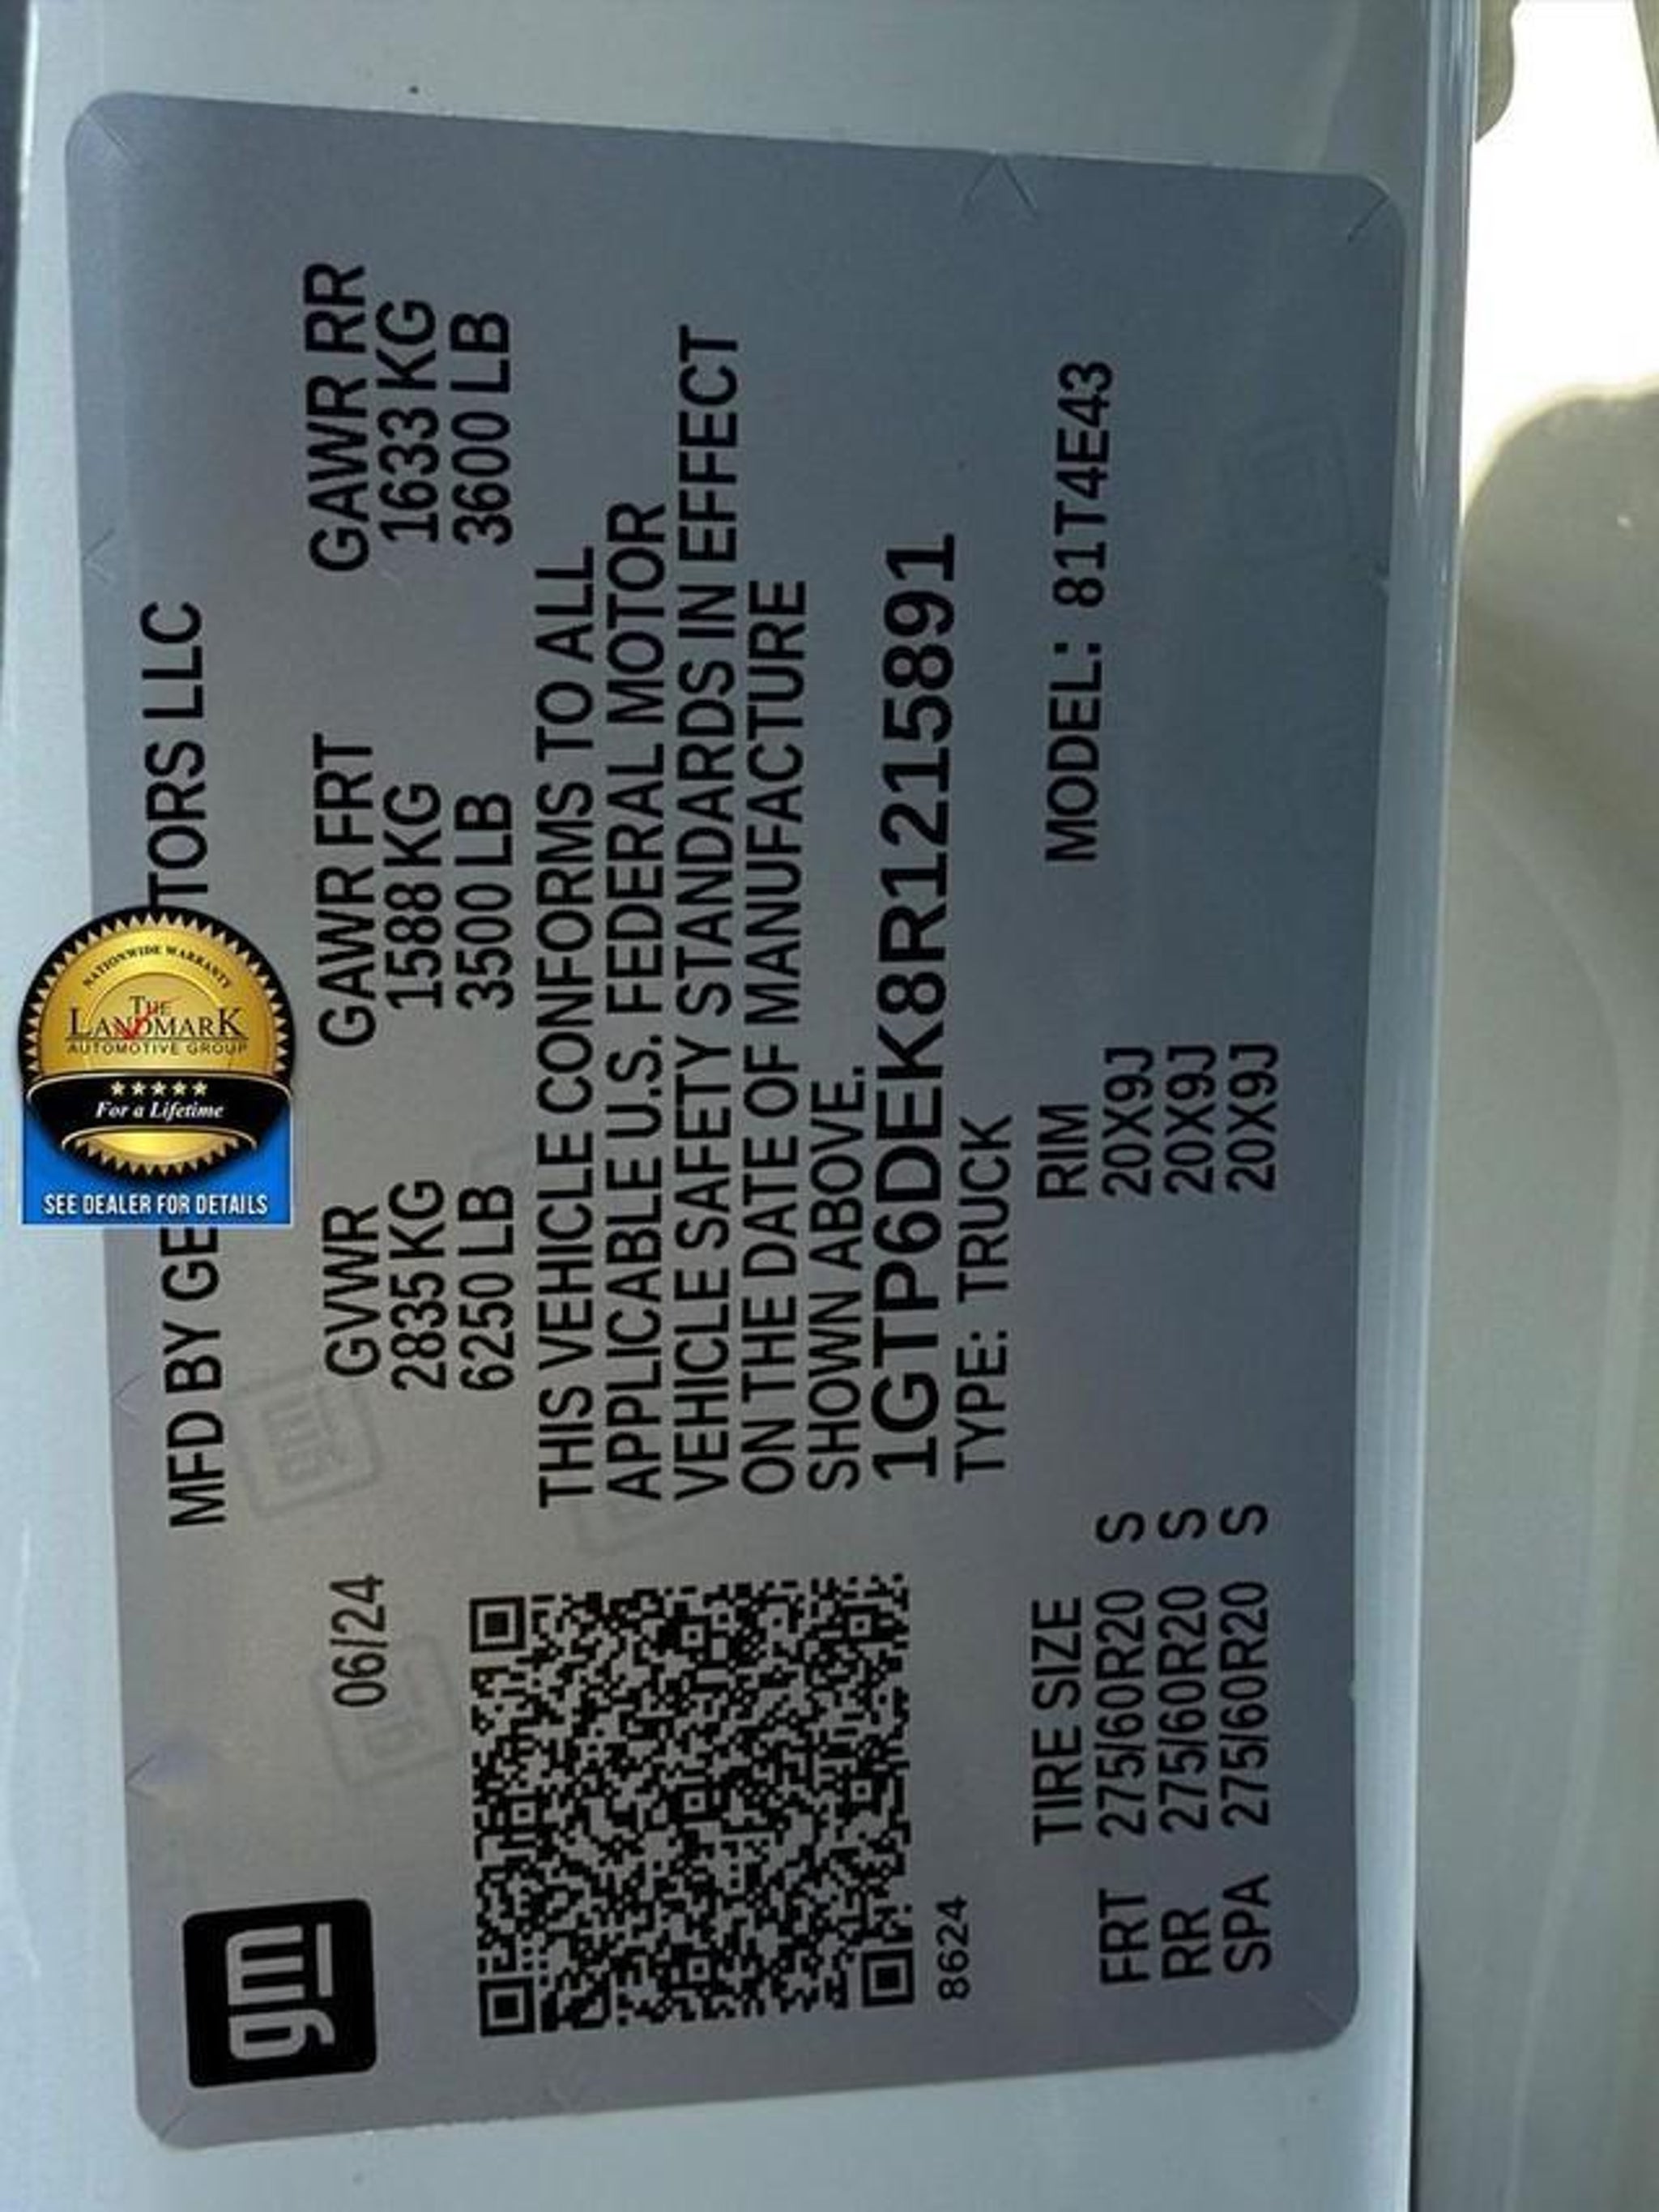 gm
MFD BY GE TORS LLC
NATIONWIDE WARRANTY
THE
LANDMARK
AUTOMOTIVE GROUP
For a Lifetime
SEE DEALER FOR DETAILS
06/24
GVWR GAWR FRT GAWR RR
2835 KG 1588 KG 1633 KG
6250 LB 3500 LB 3600 LB
THIS VEHICLE CONFORMS TO ALL
APPLICABLE U.S. FEDERAL MOTOR
VEHICLE SAFETY STANDARDS IN EFFECT
ON THE DATE OF MANUFACTURE
SHOWN ABOVE.
1GTP6DEK8R1215891
8624 TYPE: TRUCK
TIRE SIZE RIM MODEL: 81T4E43
FRT 275/60R20 S 20X9J
RR 275/60R20 S 20X9J
SPA 275/60R20 S 20X9J